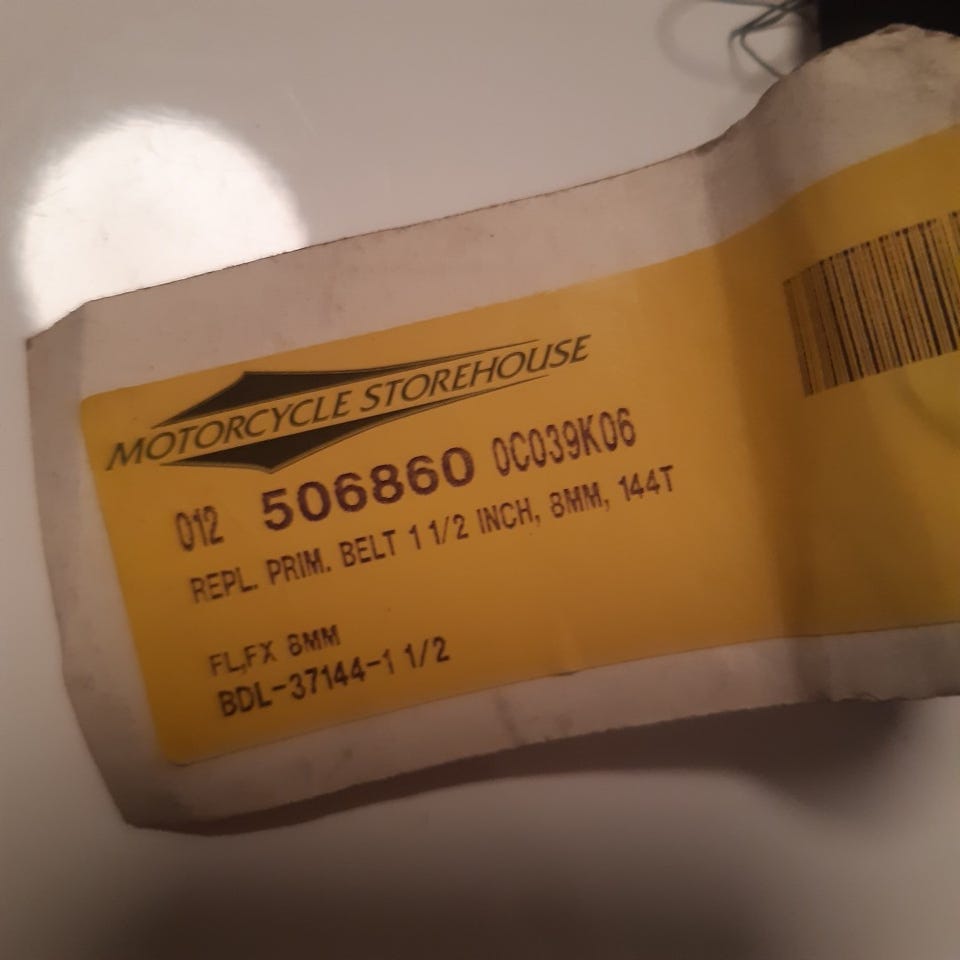 MOTORCYCLE STOREHOUSE
012 506860 0C039K06
REPL. PRIM. BELT 1 1/2 INCH, 8MM, 144T
FL,FX 8MM
BDL-37144-1 1/2